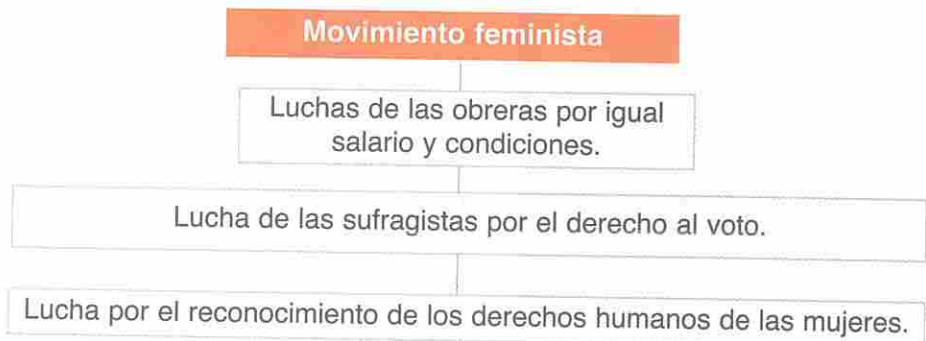 Movimiento feminista
Luchas de las obreras por igual
salario y condiciones.
Lucha de las sufragistas por el derecho al voto.
Lucha por el reconocimiento de los derechos humanos de las mujeres.